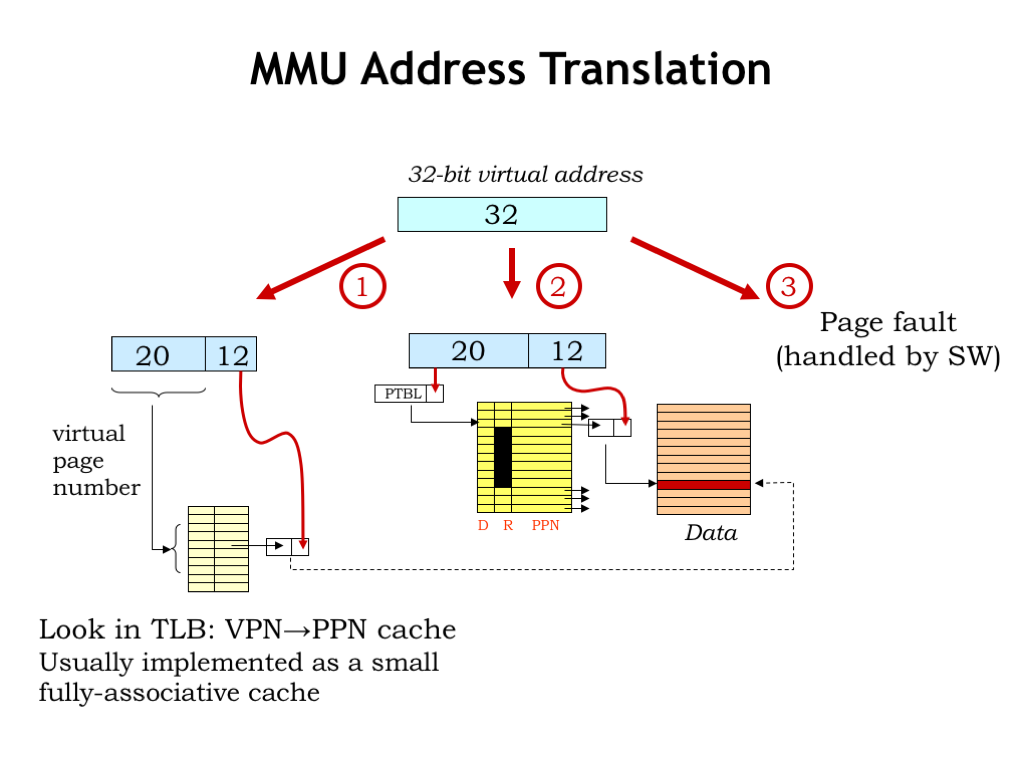 MMU Address Translation
32-bit virtual address
32
1
2
3
Page fault
(handled by SW)
20
12
20
12
PTBL
virtual
page
number
D R PPN
Data
Look in TLB: VPN→PPN cache
Usually implemented as a small
fully-associative cache